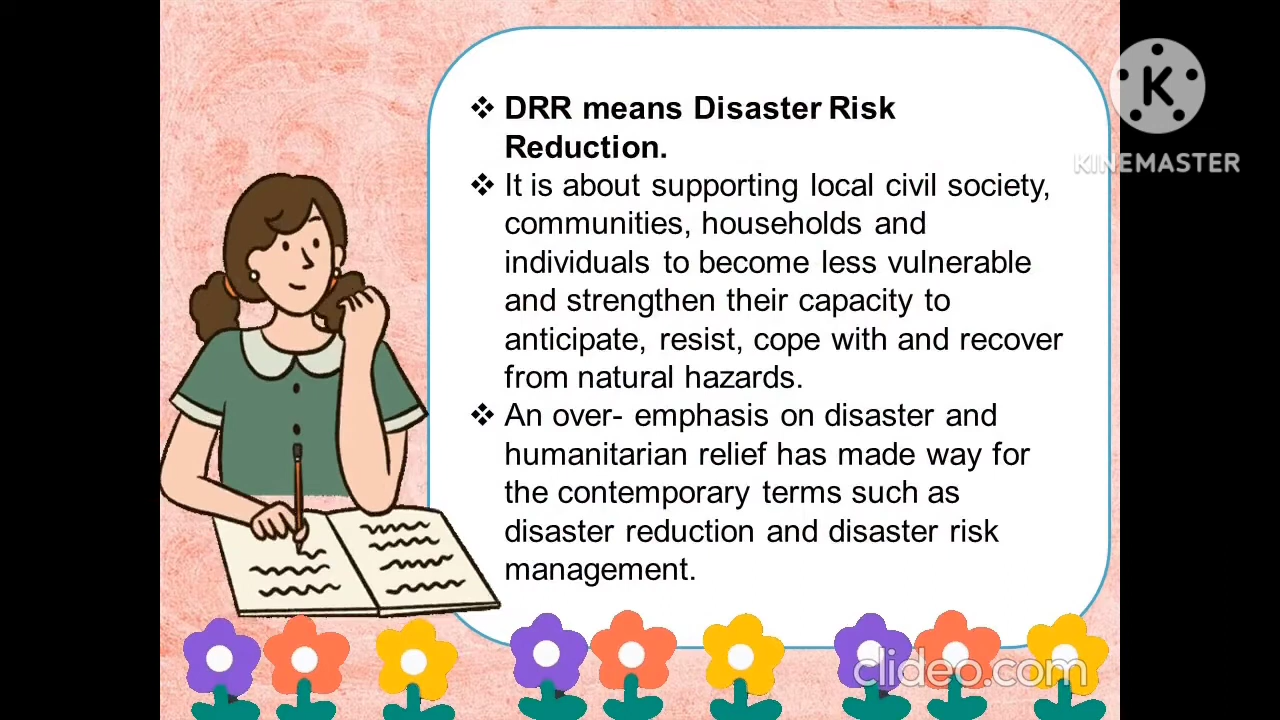 ❖ DRR means Disaster Risk
Reduction.
❖ It is about supporting local civil society,
communities, households and
individuals to become less vulnerable
and strengthen their capacity to
anticipate, resist, cope with and recover
from natural hazards.
❖ An over- emphasis on disaster and
humanitarian relief has made way for
the contemporary terms such as
disaster reduction and disaster risk
management.
K
KINEMASTER
clideo.com